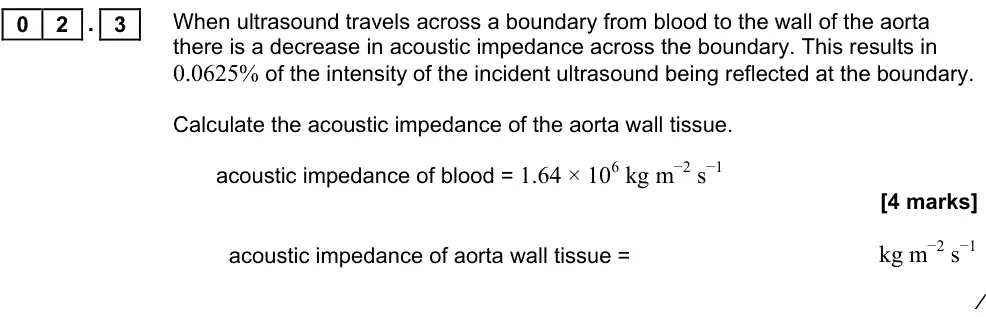 0 2 . 3 When ultrasound travels across a boundary from blood to the wall of the aorta
there is a decrease in acoustic impedance across the boundary. This results in
0.0625% of the intensity of the incident ultrasound being reflected at the boundary.
Calculate the acoustic impedance of the aorta wall tissue.
acoustic impedance of blood = 1.64 × 10⁶ kg m⁻² s⁻¹
[4 marks]
acoustic impedance of aorta wall tissue = kg m⁻² s⁻¹